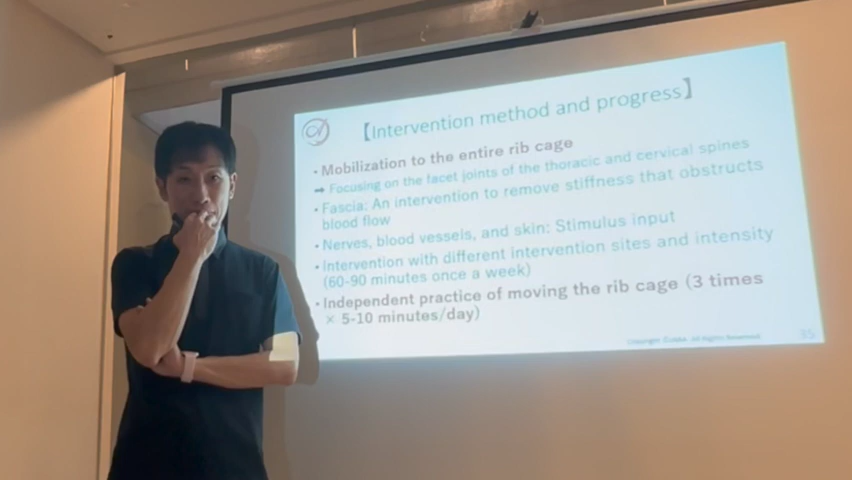 【Intervention method and progress】
・Mobilization to the entire rib cage
➡ Focusing on the facet joints of the thoracic and cervical spines
・Fascia: An intervention to remove stiffness that obstructs
blood flow
・Nerves, blood vessels, and skin: Stimulus input
・Intervention with different intervention sites and intensity
(60-90 minutes once a week)
・Independent practice of moving the rib cage (3 times
× 5-10 minutes/day)
All Rights Reserved
35